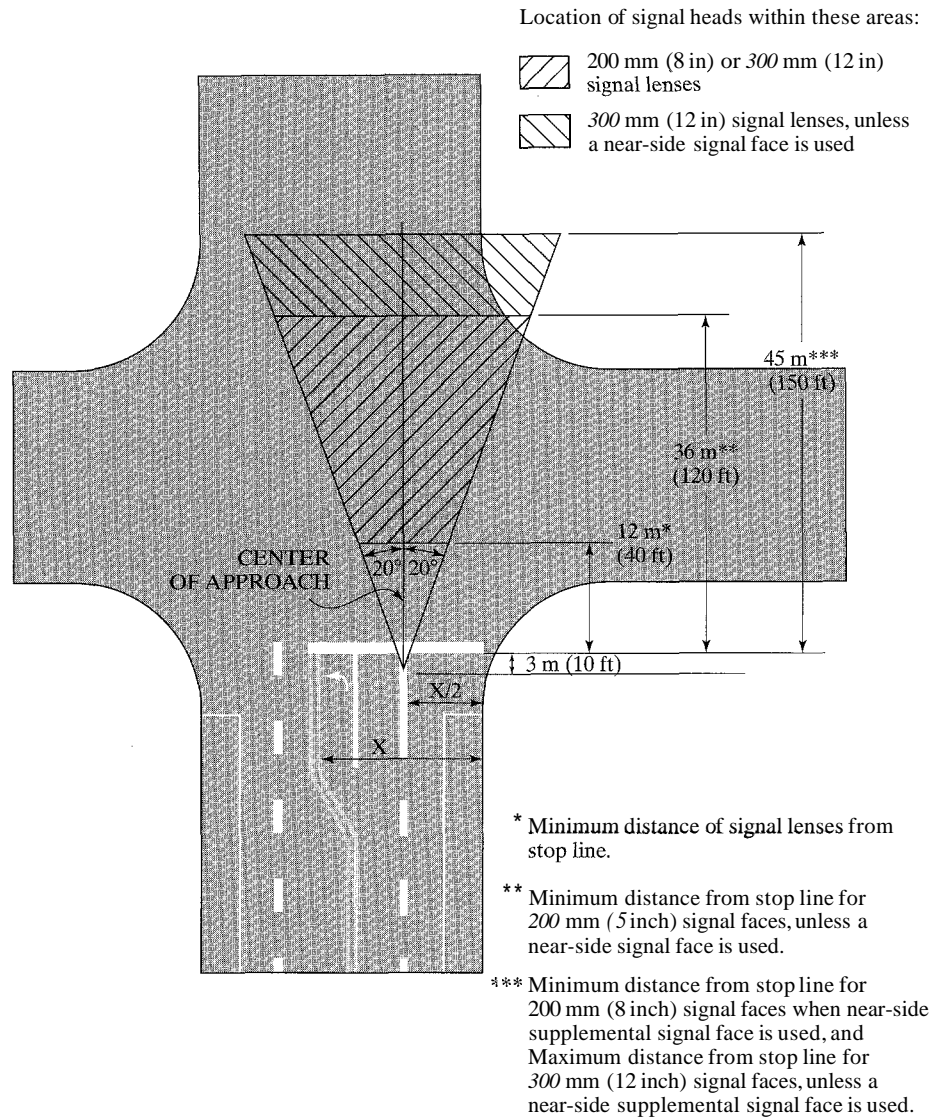 Location of signal heads within these areas:
200 mm (8 in) or 300 mm (12 in)
signal lenses
300 mm (12 in) signal lenses, unless
a near-side signal face is used
45 m***
(150 ft)
36 m**
(120 ft)
12 m*
(40 ft)
CENTER
OF APPROACH
20° 20°
3 m (10 ft)
X/2
X
* Minimum distance of signal lenses from
stop line.
** Minimum distance from stop line for
200 mm (5 inch) signal faces, unless a
near-side signal face is used.
*** Minimum distance from stop line for
200 mm (8 inch) signal faces when near-side
supplemental signal face is used, and
Maximum distance from stop line for
300 mm (12 inch) signal faces, unless a
near-side supplemental signal face is used.